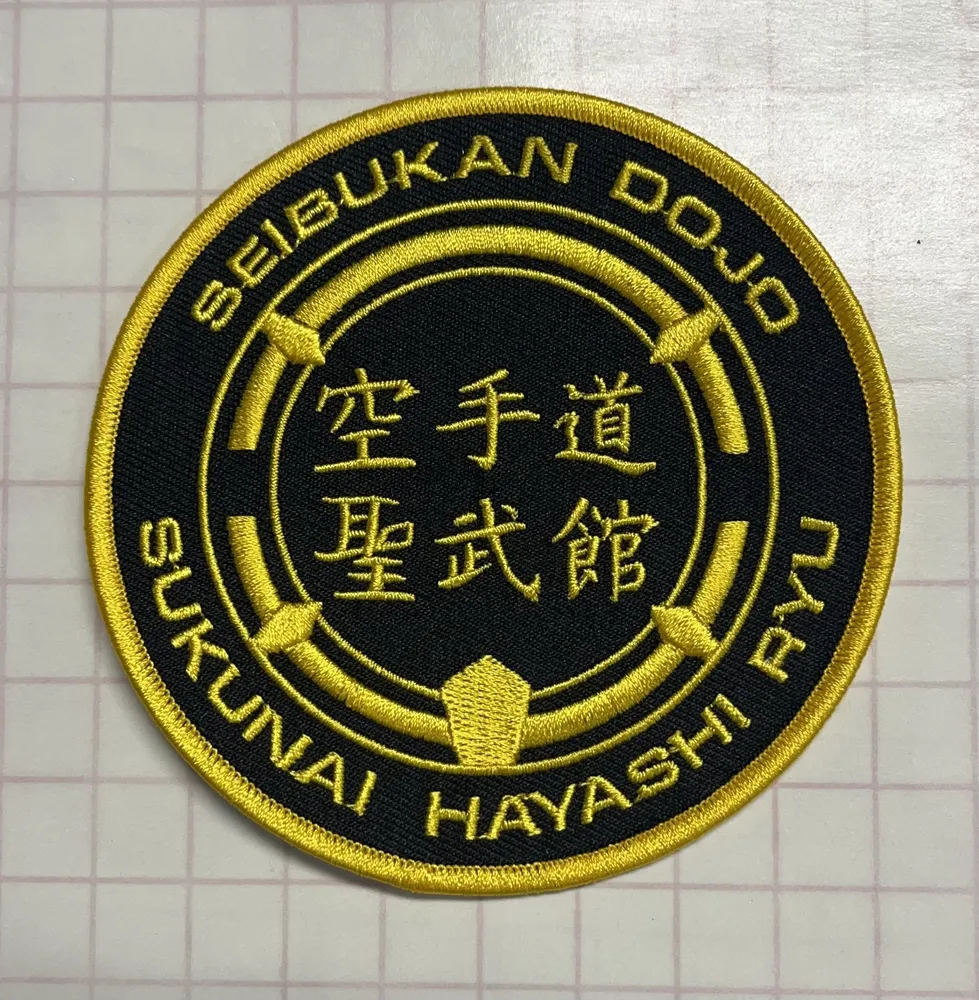 SEIBUKAN DOJO
空手道
聖武館
SUKUNAI HAYASHI RYU